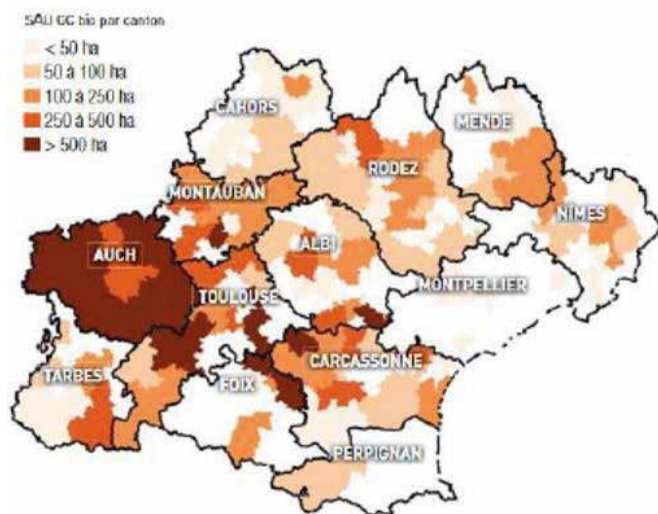 SAU GC bio par canton
< 50 ha
50 à 100 ha
100 à 250 ha
250 à 500 ha
> 500 ha
CAHORS
MENDE
RODEZ
MONTAUBAN
NÎMES
ALBI
AUCH
MONTPELLIER
TOULOUSE
CARCASSONNE
TARBES
FOIX
PERPIGNAN